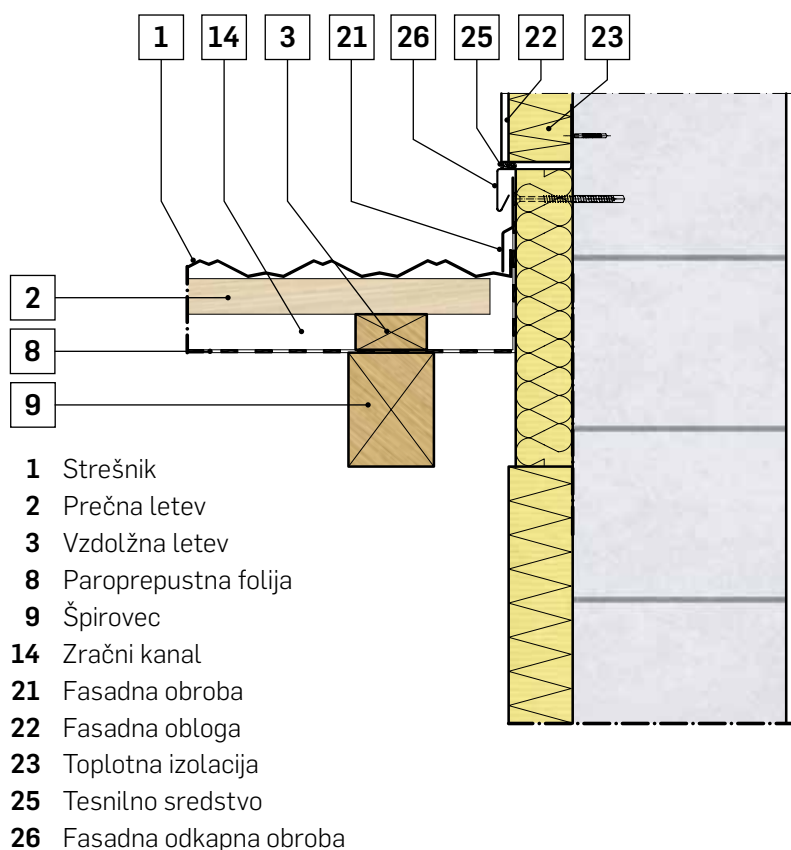 1 14 3 21 26 25 22 23
2
8
9
1 Strešnik
2 Prečna letev
3 Vzdolžna letev
8 Paroprepustna folija
9 Špirovec
14 Zračni kanal
21 Fasadna obroba
22 Fasadna obloga
23 Toplotna izolacija
25 Tesnilno sredstvo
26 Fasadna odkapna obroba